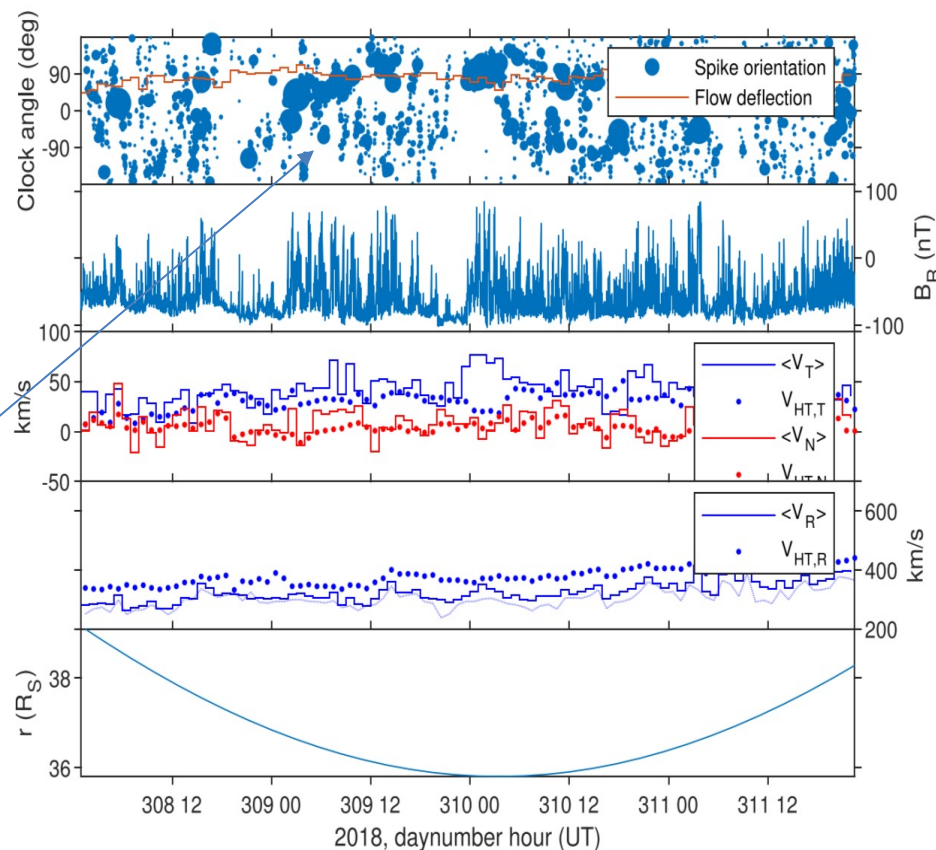 Clock angle (deg)
90
0
-90
Spike orientation
Flow deflection
100
0
-100
B_R (nT)
100
50
0
-50
km/s
<V_T>
V_HT,T
<V_N>
V_HT,N
600
400
200
km/s
<V_R>
V_HT,R
38
36
r (R_S)
308 12 309 00 309 12 310 00 310 12 311 00 311 12
2018, daynumber hour (UT)